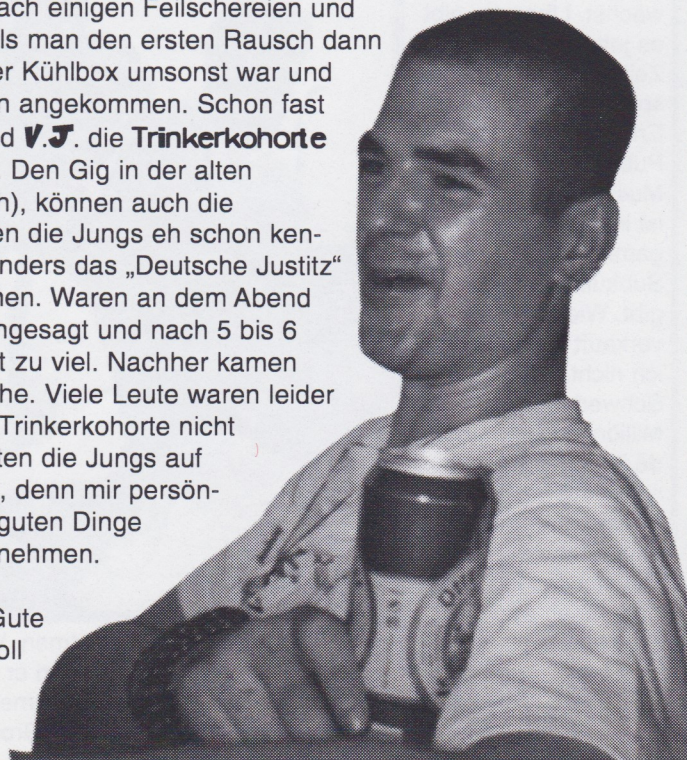 ach einigen Feilschereien und
ls man den ersten Rausch dann
er Kühlbox umsonst war und
n angekommen. Schon fast
d V.J. die Trinkerkohorte
. Den Gig in der alten
n), können auch die
en die Jungs eh schon ken-
nders das „Deutsche Justitz“
hen. Waren an dem Abend
ngesagt und nach 5 bis 6
t zu viel. Nachher kamen
he. Viele Leute waren leider
Trinkerkohorte nicht
ten die Jungs auf
, denn mir persön-
guten Dinge
nehmen.
Gute
oll